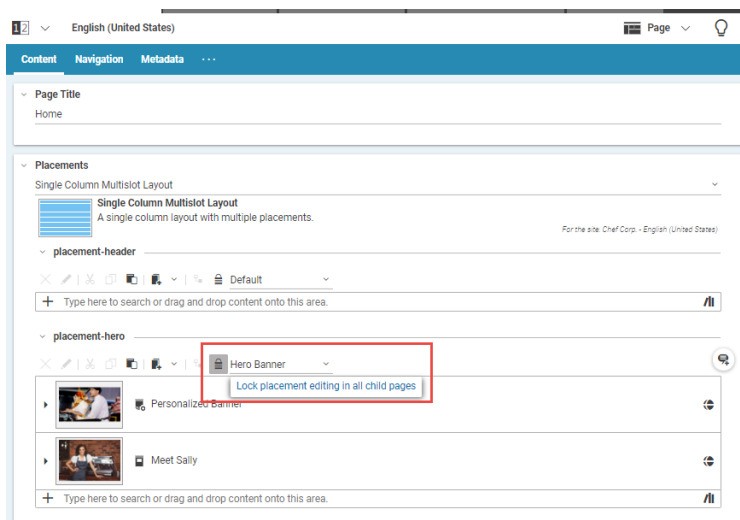 12 English (United States) Page
Content Navigation Metadata ...
Page Title
Home
Placements
Single Column Multislot Layout
Single Column Multislot Layout
A single column layout with multiple placements.
For the site: Chef Corp. - English (United States)
placement-header
Default
Type here to search or drag and drop content onto this area.
placement-hero
Hero Banner
Lock placement editing in all child pages
Personalized Banner
Meet Sally
Type here to search or drag and drop content onto this area.